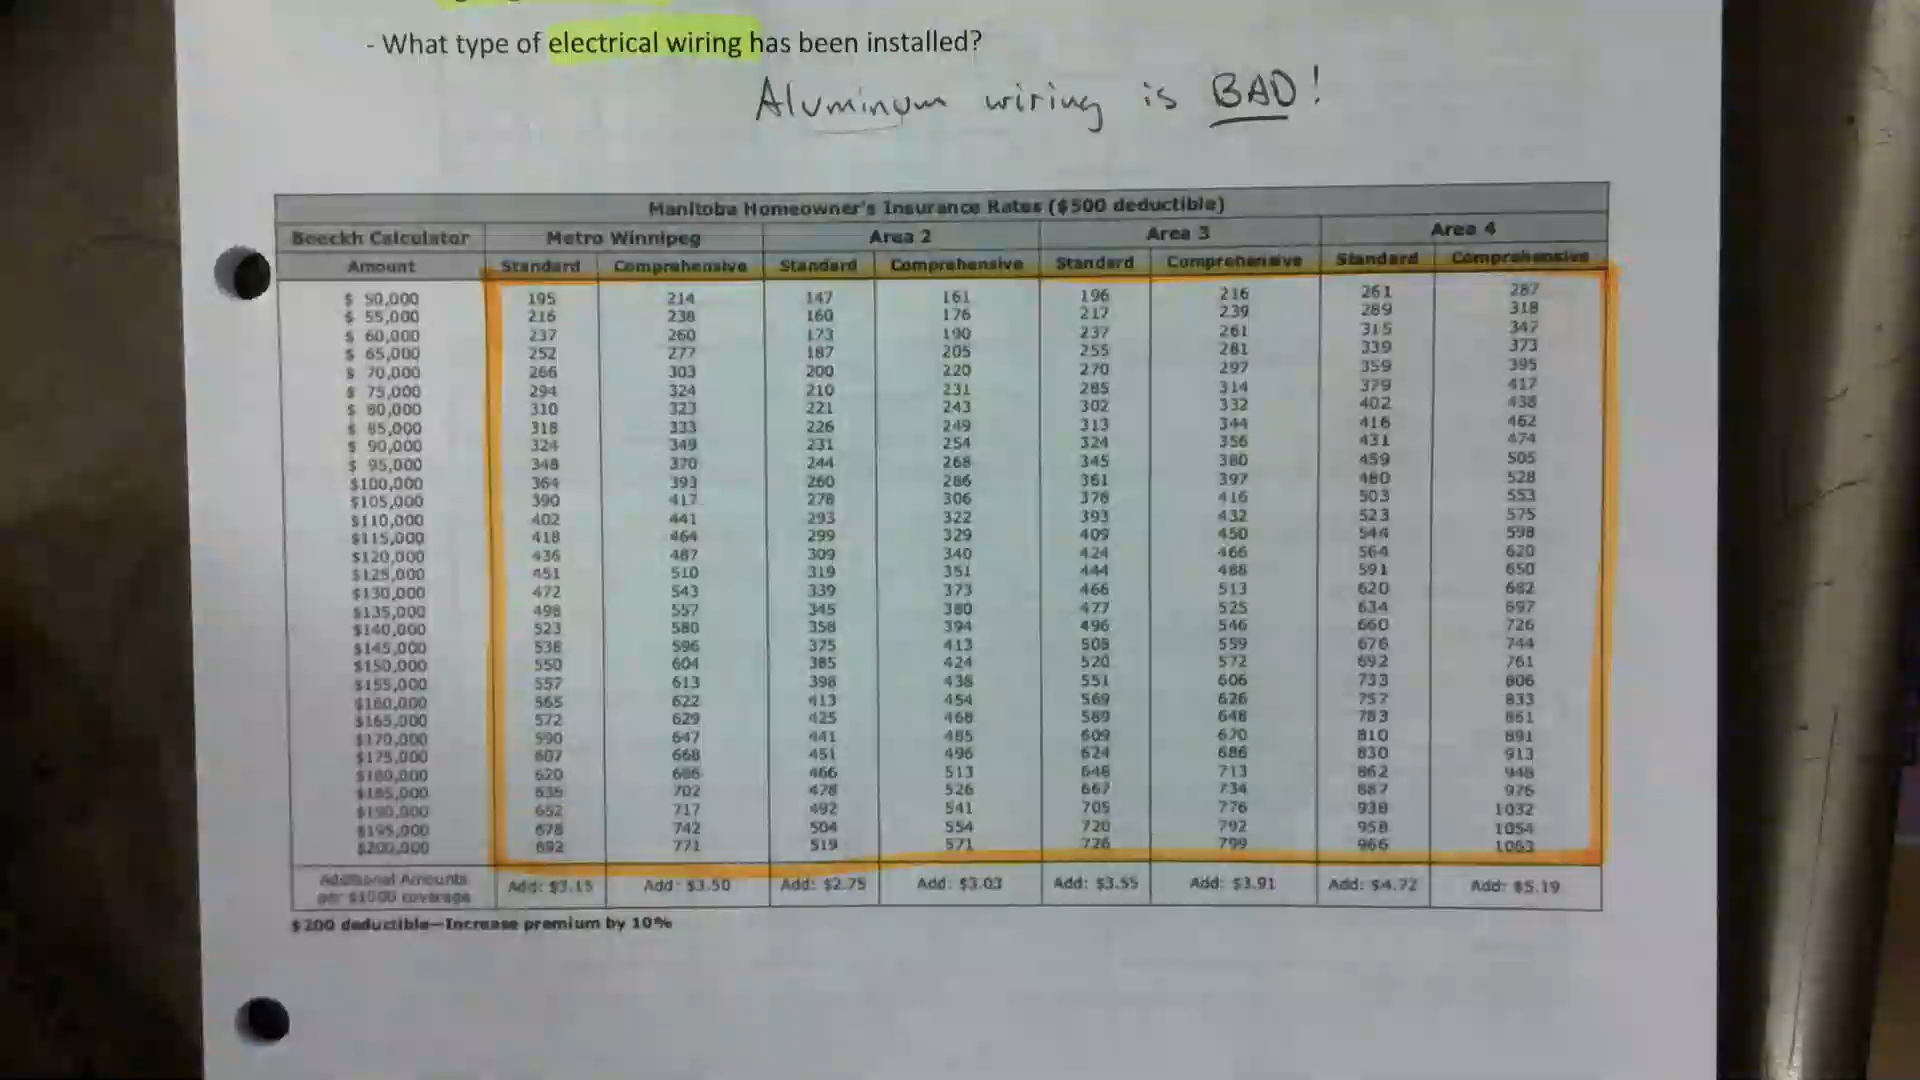 - What type of electrical wiring has been installed?
Aluminum wiring is BAD!
Manitoba Homeowner's Insurance Rates ($500 deductible)
Boeckh Calculator Metro Winnipeg Area 2 Area 3 Area 4
Amount Standard Comprehensive Standard Comprehensive Standard Comprehensive Standard Comprehensive
$ 50,000 195 214 147 161 196 216 261 287
$ 55,000 216 238 160 176 217 239 289 318
$ 60,000 237 260 173 190 237 261 315 347
$ 65,000 252 277 187 205 255 281 339 373
$ 70,000 266 303 200 220 270 297 359 395
$ 75,000 294 324 210 231 285 314 379 417
$ 80,000 310 323 221 243 302 332 402 438
$ 85,000 318 333 226 249 313 344 416 462
$ 90,000 324 349 231 254 324 356 431 474
$ 95,000 348 370 244 268 345 380 459 505
$100,000 364 393 260 286 361 397 480 528
$105,000 390 417 278 306 378 416 503 553
$110,000 402 441 293 322 393 432 523 575
$115,000 418 464 299 329 409 450 544 598
$120,000 436 487 309 340 424 466 564 620
$125,000 451 510 319 351 444 488 591 650
$130,000 472 543 339 373 466 513 620 682
$135,000 498 557 345 380 477 525 634 697
$140,000 523 580 358 394 496 546 660 726
$145,000 538 596 375 413 508 559 676 744
$150,000 550 604 385 424 520 572 692 761
$155,000 557 613 398 438 551 606 733 806
$160,000 565 622 413 454 569 626 757 833
$165,000 572 629 425 468 589 648 783 861
$170,000 590 647 441 485 609 670 810 891
$175,000 607 668 451 496 624 686 830 913
$180,000 620 686 466 513 648 713 862 948
$185,000 635 702 478 526 667 734 887 976
$190,000 652 717 492 541 705 776 938 1032
$195,000 678 742 504 554 720 792 958 1054
$200,000 692 771 519 571 726 799 966 1063
Additional Amounts Add: $3.15 Add: $3.50 Add: $2.75 Add: $3.03 Add: $3.55 Add: $3.91 Add: $4.72 Add: $5.19
per $1000 coverage
$200 deductible—Increase premium by 10%